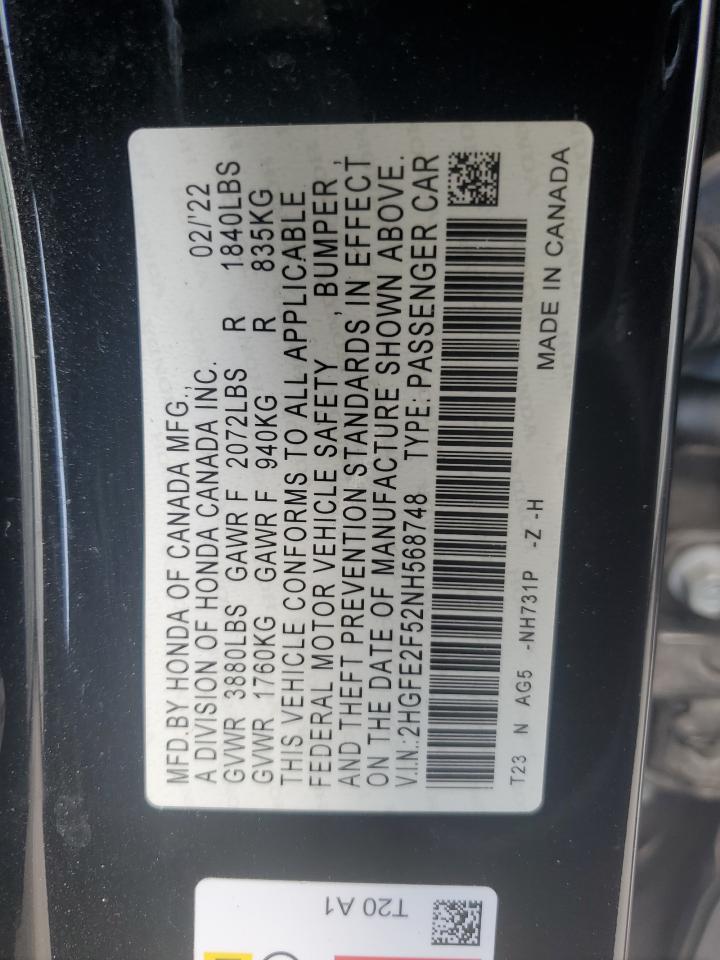 MFD.BY HONDA OF CANADA MFG.,
A DIVISION OF HONDA CANADA INC. 02/'22
GVWR 3880LBS GAWR F 2072LBS R 1840LBS
GVWR 1760KG GAWR F 940KG R 835KG
THIS VEHICLE CONFORMS TO ALL APPLICABLE
FEDERAL MOTOR VEHICLE SAFETY , BUMPER ,
AND THEFT PREVENTION STANDARDS IN EFFECT
ON THE DATE OF MANUFACTURE SHOWN ABOVE.
V.I.N.:2HGFE2F52NH568748 TYPE: PASSENGER CAR
T23 N AG5 -NH731P -Z -H
MADE IN CANADA
T20 A1